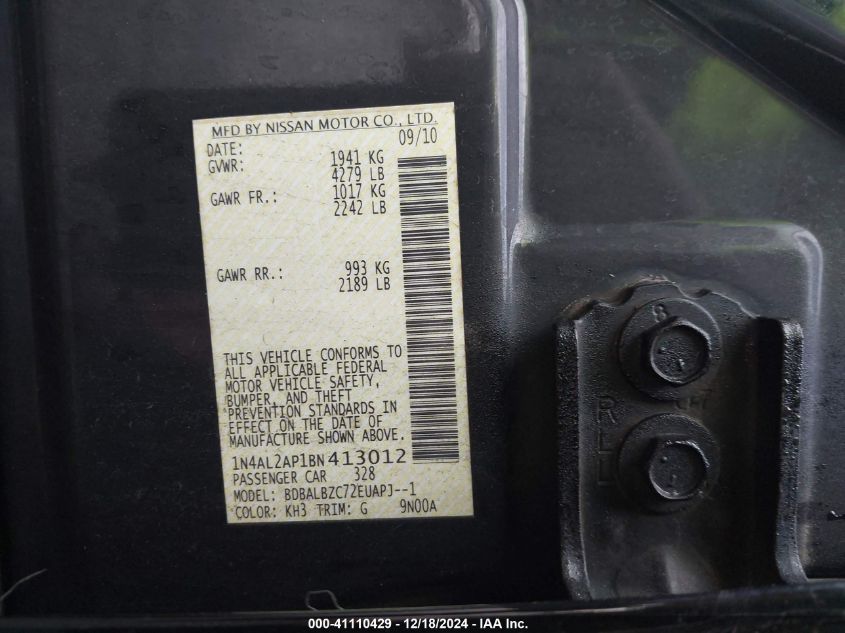 MFD BY NISSAN MOTOR CO., LTD.
DATE: 09/10
GVWR: 1941 KG
4279 LB
GAWR FR.: 1017 KG
2242 LB
GAWR RR.: 993 KG
2189 LB
THIS VEHICLE CONFORMS TO
ALL APPLICABLE FEDERAL
MOTOR VEHICLE SAFETY,
BUMPER, AND THEFT
PREVENTION STANDARDS IN
EFFECT ON THE DATE OF
MANUFACTURE SHOWN ABOVE.
1N4AL2AP1BN413012
PASSENGER CAR 328
MODEL: BDBALBZC72EUAPJ--1
COLOR: KH3 TRIM: G 9N00A
8
RLL
000-41110429 - 12/18/2024 - IAA Inc.